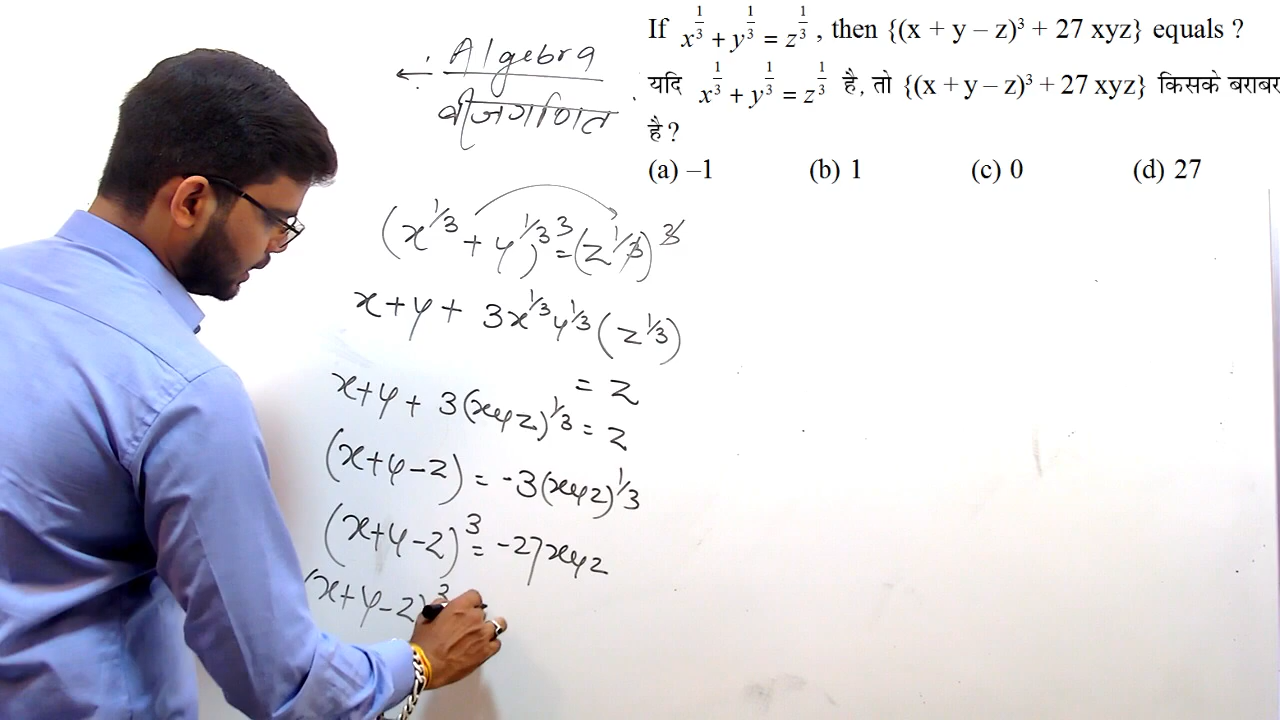 If x^{1/3} + y^{1/3} = z^{1/3}, then {(x + y – z)³ + 27 xyz} equals ?
यदि x^{1/3} + y^{1/3} = z^{1/3} है, तो {(x + y – z)³ + 27 xyz} किसके बराबर
है ?
(a) –1 (b) 1 (c) 0 (d) 27
Algebra
बीजगणित
(x^{1/3} + y^{1/3})³ = (z^{1/3})³
x+y + 3x^{1/3}y^{1/3}(z^{1/3})
= z
x+y + 3(xyz)^{1/3} = z
(x+y-z) = -3(xyz)^{1/3}
(x+y-z)³ = -27xyz
(x+y-z)³